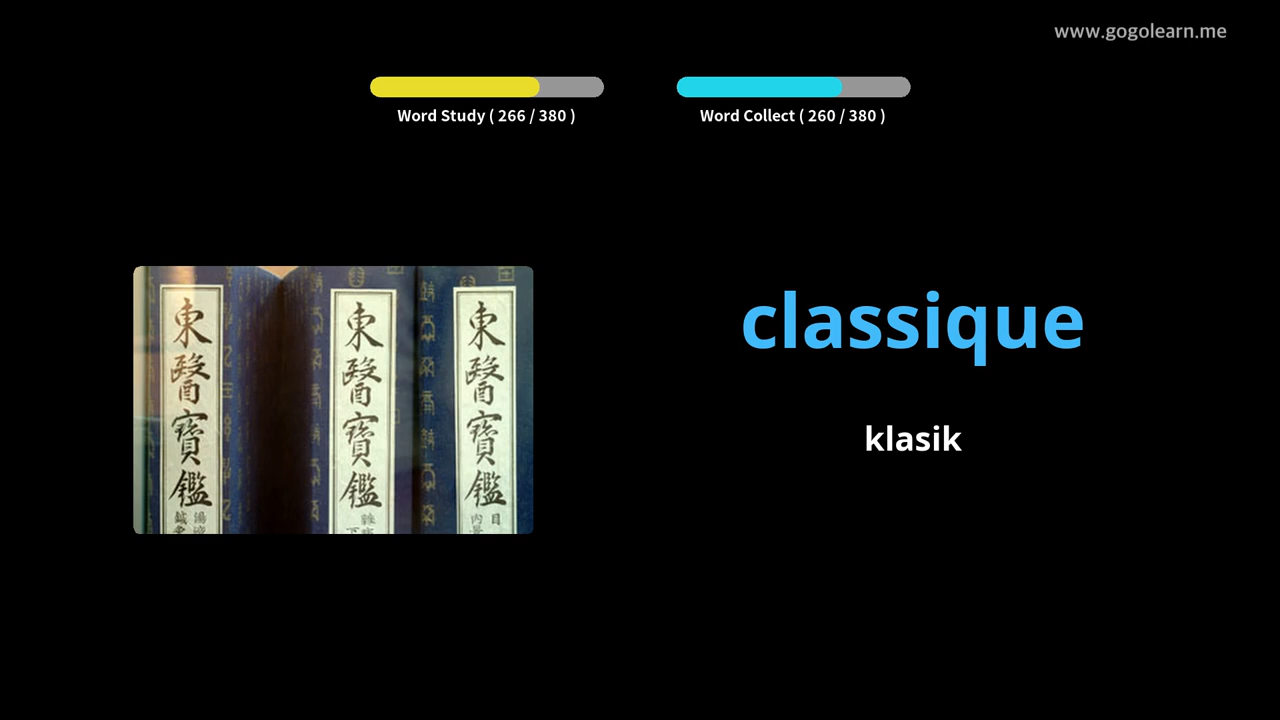 www.gogolearn.me
Word Study ( 266 / 380 )
Word Collect ( 260 / 380 )
東醫寶鑑
東醫寶鑑
東醫寶鑑
classique
klasik